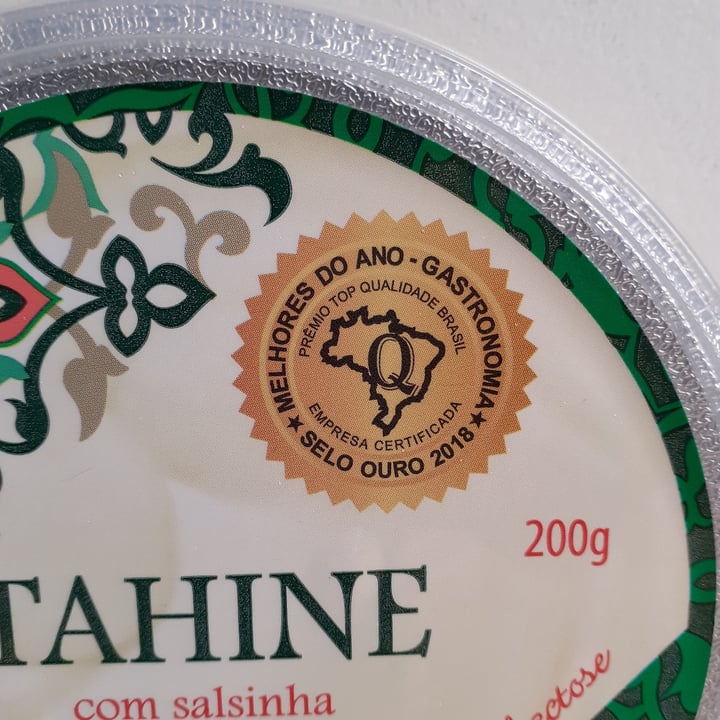 MELHORES DO ANO - GASTRONOMIA
PRÊMIO TOP QUALIDADE BRASIL
Q
EMPRESA CERTIFICADA
★ SELO OURO 2018 ★
200g
TAHINE
com salsinha